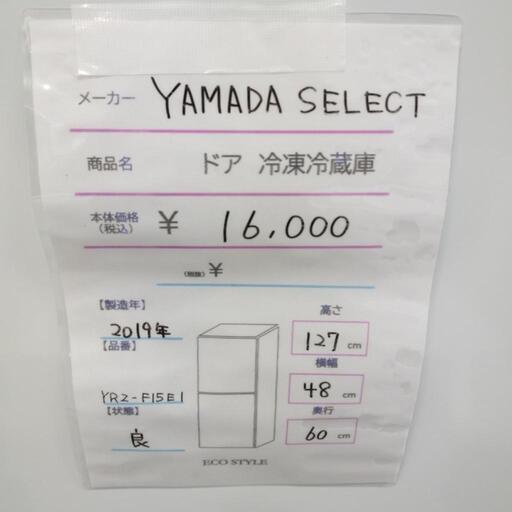 メーカー YAMADA SELECT
商品名 ドア 冷凍冷蔵庫
本体価格 ¥ 16,000
(税込)
(税抜) ¥
【製造年】
2019年
【品番】
YRZ-F15E1
【状態】
良
高さ
127 cm
横幅
48 cm
奥行
60 cm
ECO STYLE